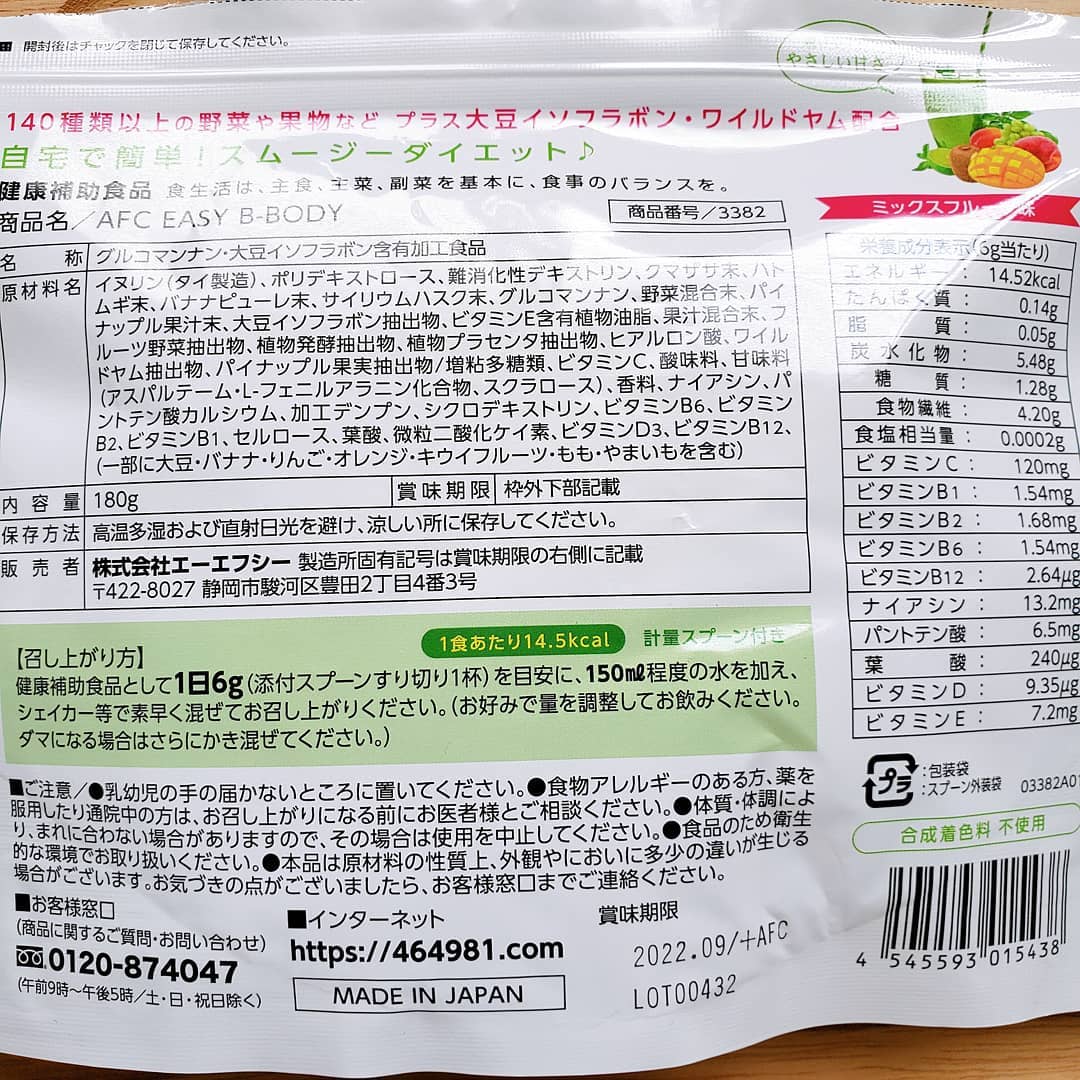 開封後はチャックを閉じて保存してください。
やさしい甘さ
140種類以上の野菜や果物など プラス大豆イソフラボン・ワイルドヤム配合
自宅で簡単！スムージーダイエット♪
健康補助食品 食生活は、主食、主菜、副菜を基本に、食事のバランスを。
商品名／AFC EASY B-BODY
商品番号／3382
名称 グルコマンナン・大豆イソフラボン含有加工食品
原材料名 イヌリン(タイ製造)、ポリデキストロース、難消化性デキストリン、クマザサ末、ハト
ムギ末、バナナピューレ末、サイリウムハスク末、グルコマンナン、野菜混合末、パイ
ナップル果汁末、大豆イソフラボン抽出物、ビタミンE含有植物油脂、果汁混合末、フ
ルーツ野菜抽出物、植物発酵抽出物、植物プラセンタ抽出物、ヒアルロン酸、ワイル
ドヤム抽出物、パイナップル果実抽出物/増粘多糖類、ビタミンC、酸味料、甘味料
(アスパルテーム・L-フェニルアラニン化合物、スクラロース)、香料、ナイアシン、パ
ントテン酸カルシウム、加工デンプン、シクロデキストリン、ビタミンB6、ビタミン
B2、ビタミンB1、セルロース、葉酸、微粒二酸化ケイ素、ビタミンD3、ビタミンB12、
(一部に大豆・バナナ・りんご・オレンジ・キウイフルーツ・もも・やまいもを含む)
内容量 180g 賞味期限 枠外下部記載
保存方法 高温多湿および直射日光を避け、涼しい所に保存してください。
販売者 株式会社エーエフシー 製造所固有記号は賞味期限の右側に記載
〒422-8027 静岡市駿河区豊田2丁目4番3号
1食あたり14.5kcal 計量スプーン付き
【召し上がり方】
健康補助食品として1日6g(添付スプーンすり切り1杯)を目安に、150㎖程度の水を加え、
シェイカー等で素早く混ぜてお召し上がりください。(お好みで量を調整してお飲みください。
ダマになる場合はさらにかき混ぜてください。)
■ご注意/●乳幼児の手の届かないところに置いてください。●食物アレルギーのある方、薬を
服用したり通院中の方は、お召し上がりになる前にお医者様とご相談ください。●体質・体調によ
り、まれに合わない場合がありますので、その場合は使用を中止してください。●食品のため衛生
的な環境でお取り扱いください。●本品は原材料の性質上、外観やにおいに多少の違いが生じる
場合がございます。お気づきの点がございましたら、お客様窓口までご連絡ください。
■お客様窓口
(商品に関するご質問・お問い合わせ)
0120-874047
(午前9時〜午後5時/土・日・祝日除く)
■インターネット
https://464981.com
MADE IN JAPAN
賞味期限
2022.09/+AFC
LOT00432
ミックスフルーツ味
栄養成分表示(6g当たり)
エネルギー： 14.52kcal
たんぱく質： 0.14g
脂質： 0.05g
炭水化物： 5.48g
糖質： 1.28g
食物繊維： 4.20g
食塩相当量： 0.0002g
ビタミンC： 120mg
ビタミンB1： 1.54mg
ビタミンB2： 1.68mg
ビタミンB6： 1.54mg
ビタミンB12： 2.64μg
ナイアシン： 13.2mg
パントテン酸： 6.5mg
葉酸： 240μg
ビタミンD： 9.35μg
ビタミンE： 7.2mg
プラ ：包装袋
：スプーン外装袋 03382A01
合成着色料 不使用
4 545593 015438